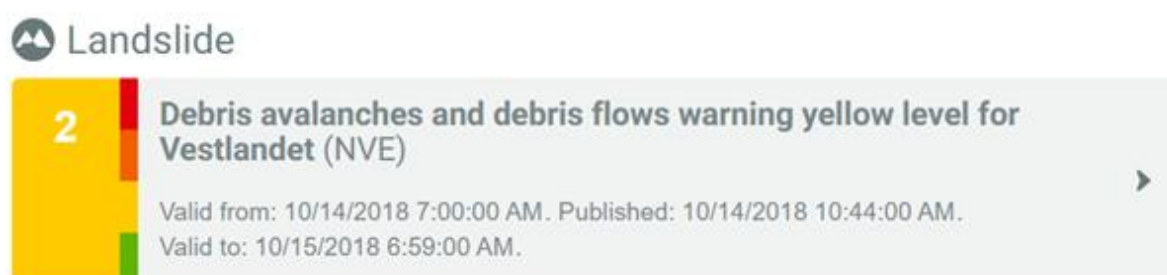 Landslide
2
Debris avalanches and debris flows warning yellow level for
Vestlandet (NVE)
Valid from: 10/14/2018 7:00:00 AM. Published: 10/14/2018 10:44:00 AM.
Valid to: 10/15/2018 6:59:00 AM.